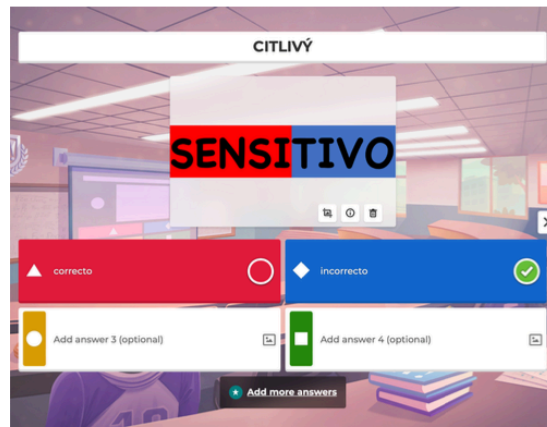 CITLIVÝ
SENSITIVO
correcto
incorrecto
Add answer 3 (optional)
Add answer 4 (optional)
Add more answers